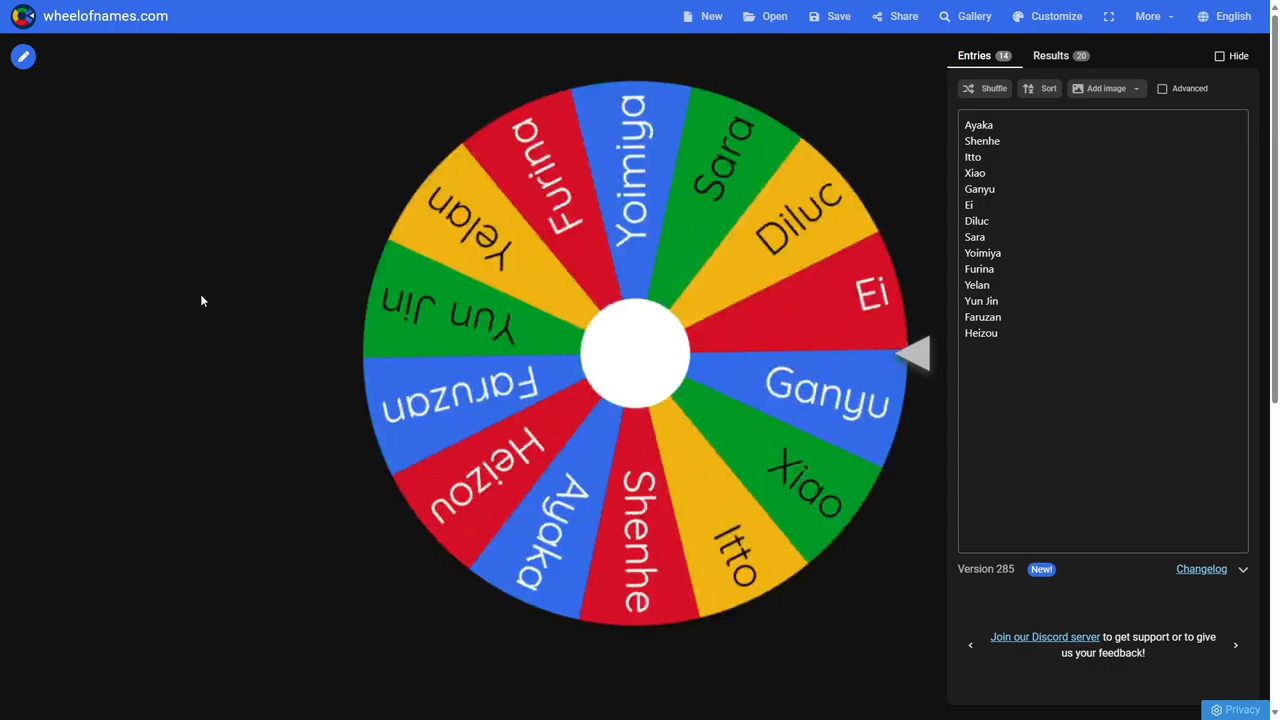 wheelofnames.com
New
Open
Save
Share
Gallery
Customize
More
English
Entries 14
Results 20
Hide
Shuffle
Sort
Add image
Advanced
Ayaka
Shenhe
Itto
Xiao
Ganyu
Ei
Diluc
Sara
Yoimiya
Furina
Yelan
Yun Jin
Faruzan
Heizou
Yoimiya
Sara
Diluc
Ei
Ganyu
Xiao
Itto
Shenhe
Ayaka
Heizou
Faruzan
Yun Jin
Yelan
Furina
Version 285
New!
Changelog
Join our Discord server to get support or to give
us your feedback!
Privacy